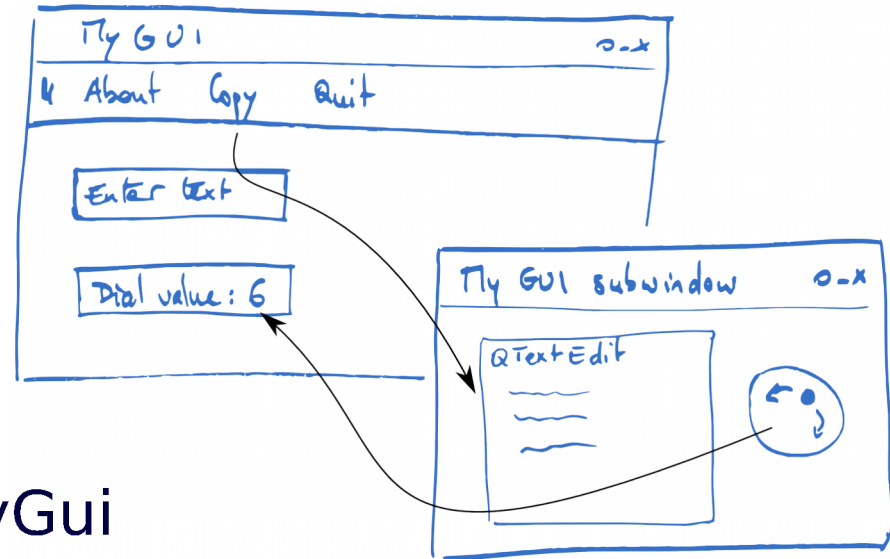 My GUI o-x
About Copy Quit
Enter text
Dial value: 6
My GUI subwindow o-x
QTextEdit
yGui